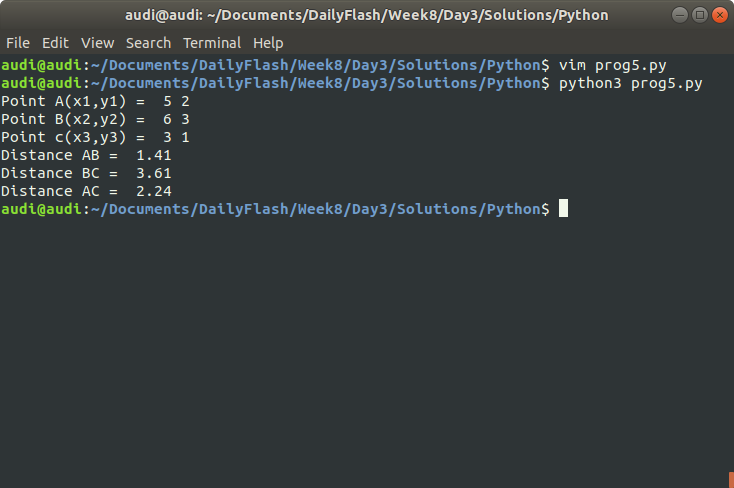 audi@audi: ~/Documents/DailyFlash/Week8/Day3/Solutions/Python
File Edit View Search Terminal Help
audi@audi:~/Documents/DailyFlash/Week8/Day3/Solutions/Python$ vim prog5.py
audi@audi:~/Documents/DailyFlash/Week8/Day3/Solutions/Python$ python3 prog5.py
Point A(x1,y1) =  5 2
Point B(x2,y2) =  6 3
Point c(x3,y3) =  3 1
Distance AB =  1.41
Distance BC =  3.61
Distance AC =  2.24
audi@audi:~/Documents/DailyFlash/Week8/Day3/Solutions/Python$